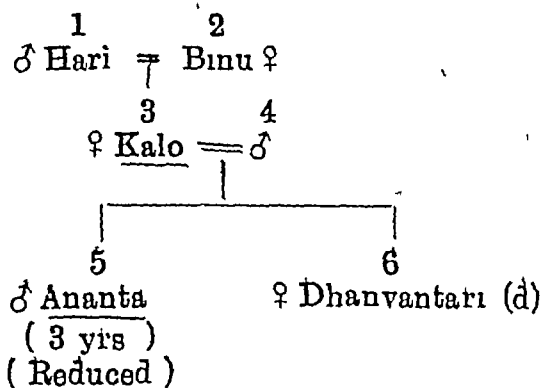 1 2
♂ Hari = Binu ♀
3 4
♀ Kalo = ♂
5 6
♂ Ananta ♀ Dhanvantari (d)
( 3 yrs )
( Reduced )